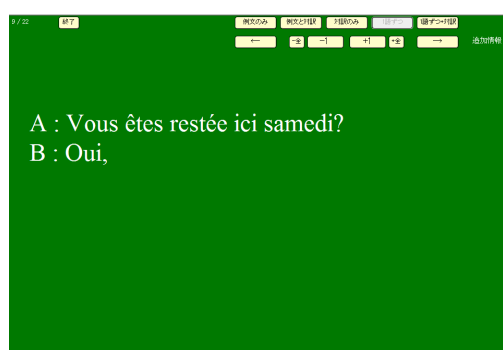 9 / 22
終了
例文のみ
例文と対訳
対訳のみ
1語ずつ
1語ずつ+対訳
←
-全
-1
+1
+全
→
追加情報
A : Vous êtes restée ici samedi?
B : Oui,